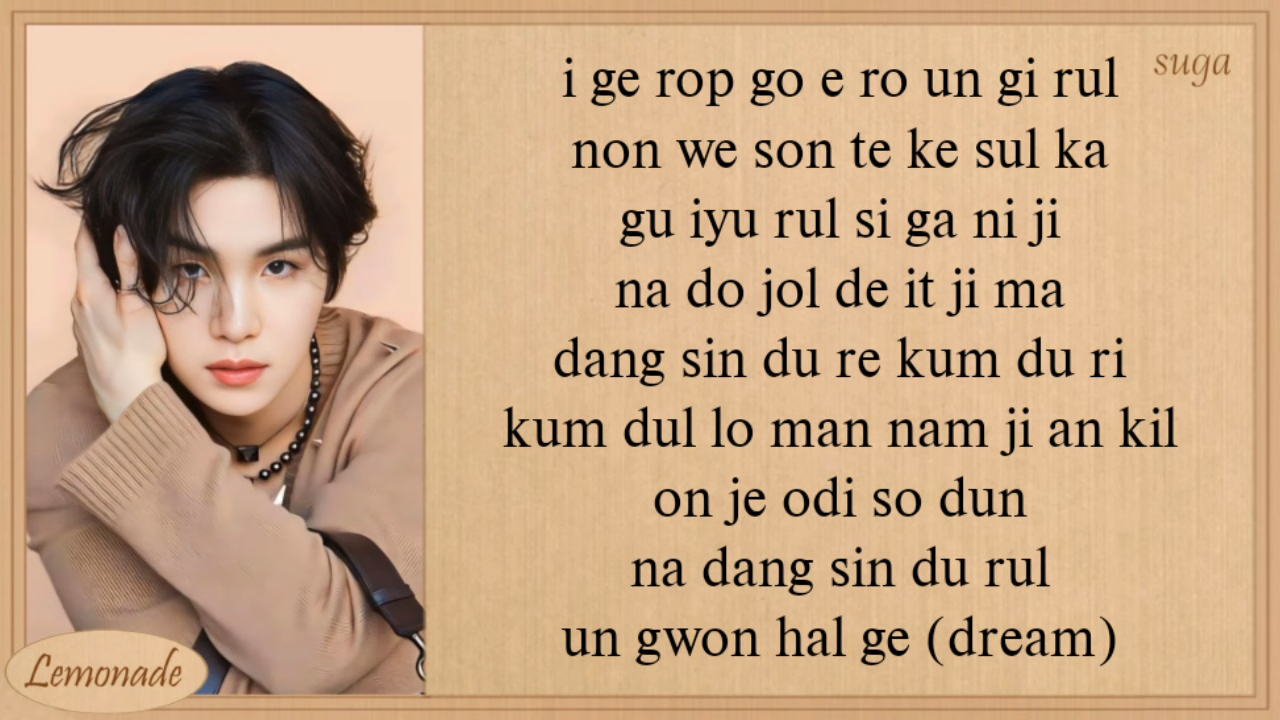 suga
i ge rop go e ro un gi rul
non we son te ke sul ka
gu iyu rul si ga ni ji
na do jol de it ji ma
dang sin du re kum du ri
kum dul lo man nam ji an kil
on je odi so dun
na dang sin du rul
un gwon hal ge (dream)
Lemonade